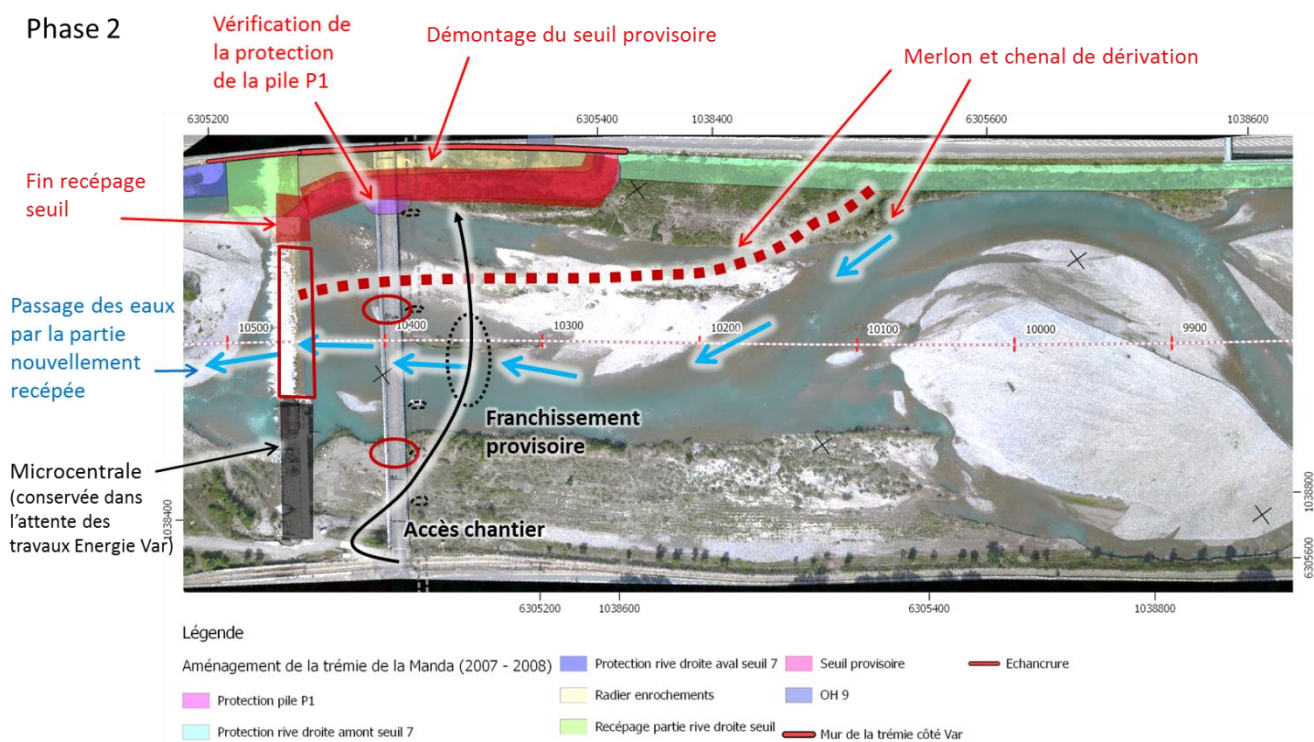 Phase 2
Vérification de
la protection
de la pile P1
Démontage du seuil provisoire
Merlon et chenal de dérivation
6305200
6305400
1038400
6305600
1038600
Fin recépage
seuil
Passage des eaux
par la partie
nouvellement
recépée
10500
10400
10300
10200
10100
10000
9900
Franchissement
provisoire
Microcentrale
(conservée dans
l'attente des
travaux Energie Var)
Accès chantier
1038400
1038800
6305600
6305200
1038600
6305400
1038800
Légende
Aménagement de la trémie de la Manda (2007 - 2008)
Protection pile P1
Protection rive droite amont seuil 7
Protection rive droite aval seuil 7
Radier enrochements
Recépage partie rive droite seuil
Seuil provisoire
OH 9
Mur de la trémie côté Var
Echancrure